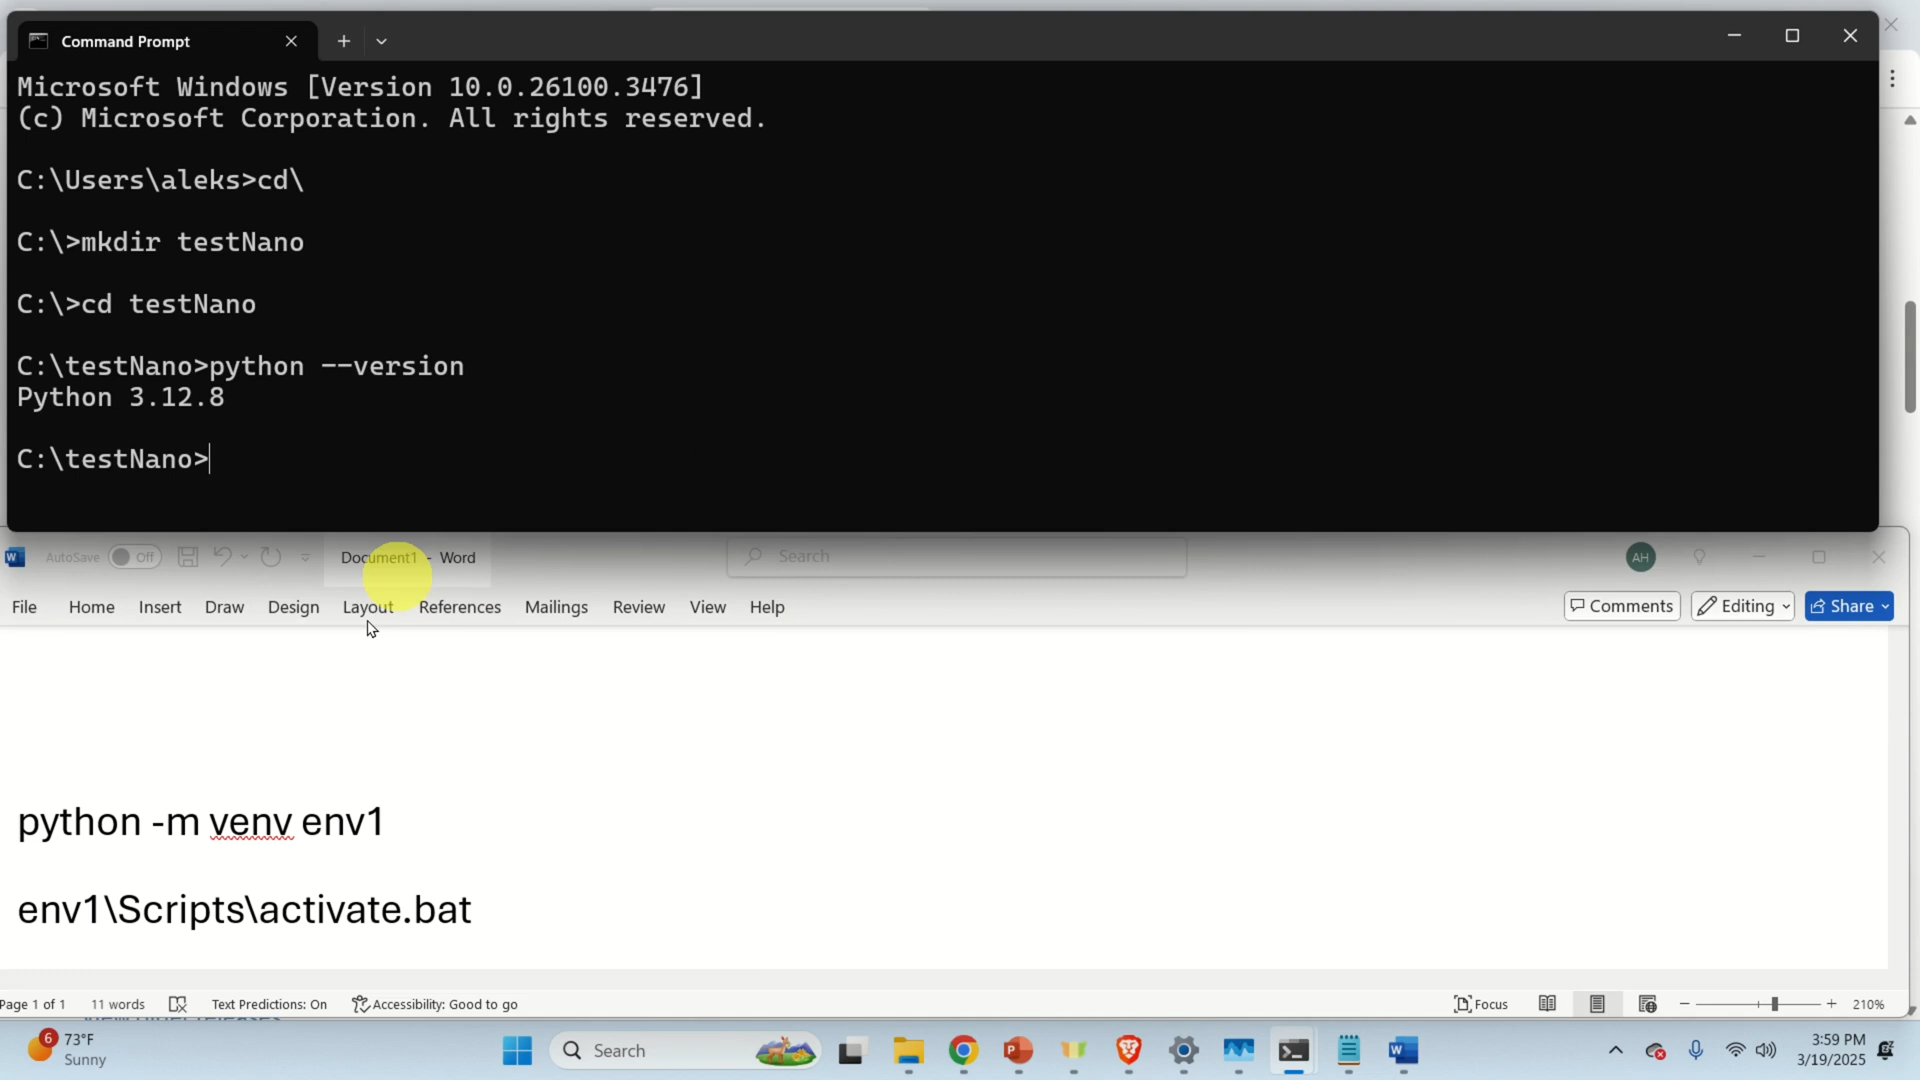 Command Prompt
Microsoft Windows [Version 10.0.26100.3476]
(c) Microsoft Corporation. All rights reserved.
C:\Users\aleks>cd\
C:\>mkdir testNano
C:\>cd testNano
C:\testNano>python --version
Python 3.12.8
C:\testNano>
AutoSave Off Document1 - Word Search AH
File Home Insert Draw Design Layout References Mailings Review View Help Comments Editing Share
python -m venv env1
env1\Scripts\activate.bat
Page 1 of 1 11 words Text Predictions: On Accessibility: Good to go Focus 210%
6 73°F
Sunny
Search
3:59 PM
3/19/2025